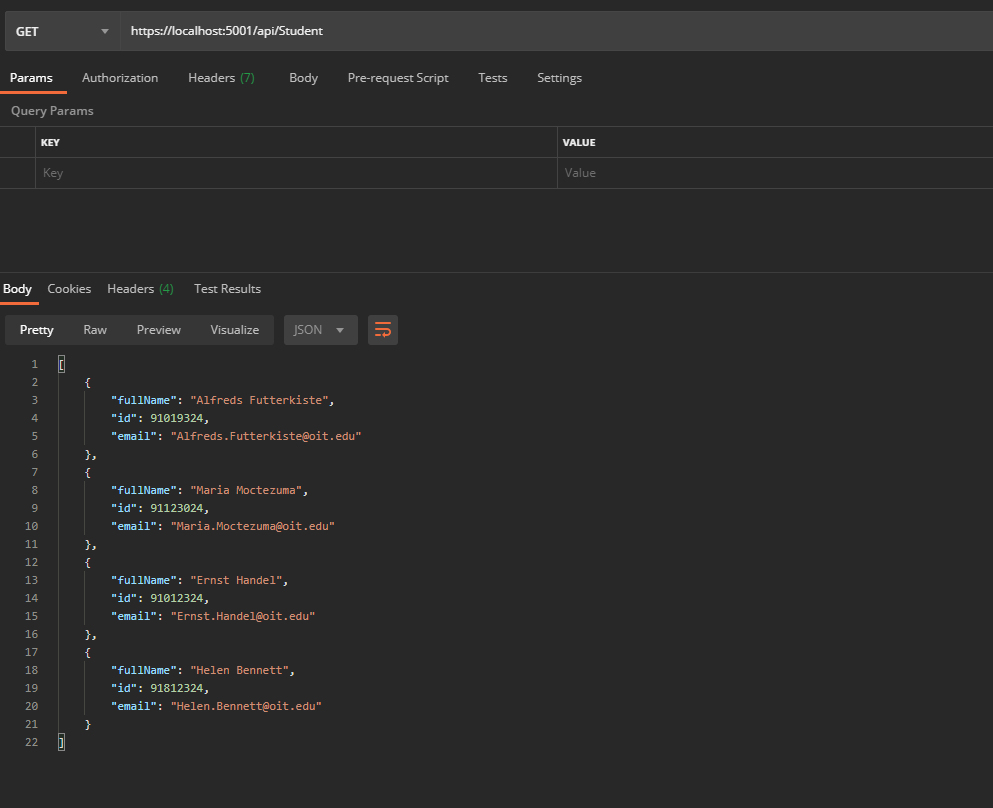 GET https://localhost:5001/api/Student
Params Authorization Headers (7) Body Pre-request Script Tests Settings
Query Params
KEY VALUE
Key Value
Body Cookies Headers (4) Test Results
Pretty Raw Preview Visualize JSON
1 [
2 {
3 "fullName": "Alfreds Futterkiste",
4 "id": 91019324,
5 "email": "Alfreds.Futterkiste@oit.edu"
6 },
7 {
8 "fullName": "Maria Moctezuma",
9 "id": 91123024,
10 "email": "Maria.Moctezuma@oit.edu"
11 },
12 {
13 "fullName": "Ernst Handel",
14 "id": 91012324,
15 "email": "Ernst.Handel@oit.edu"
16 },
17 {
18 "fullName": "Helen Bennett",
19 "id": 91812324,
20 "email": "Helen.Bennett@oit.edu"
21 }
22 ]